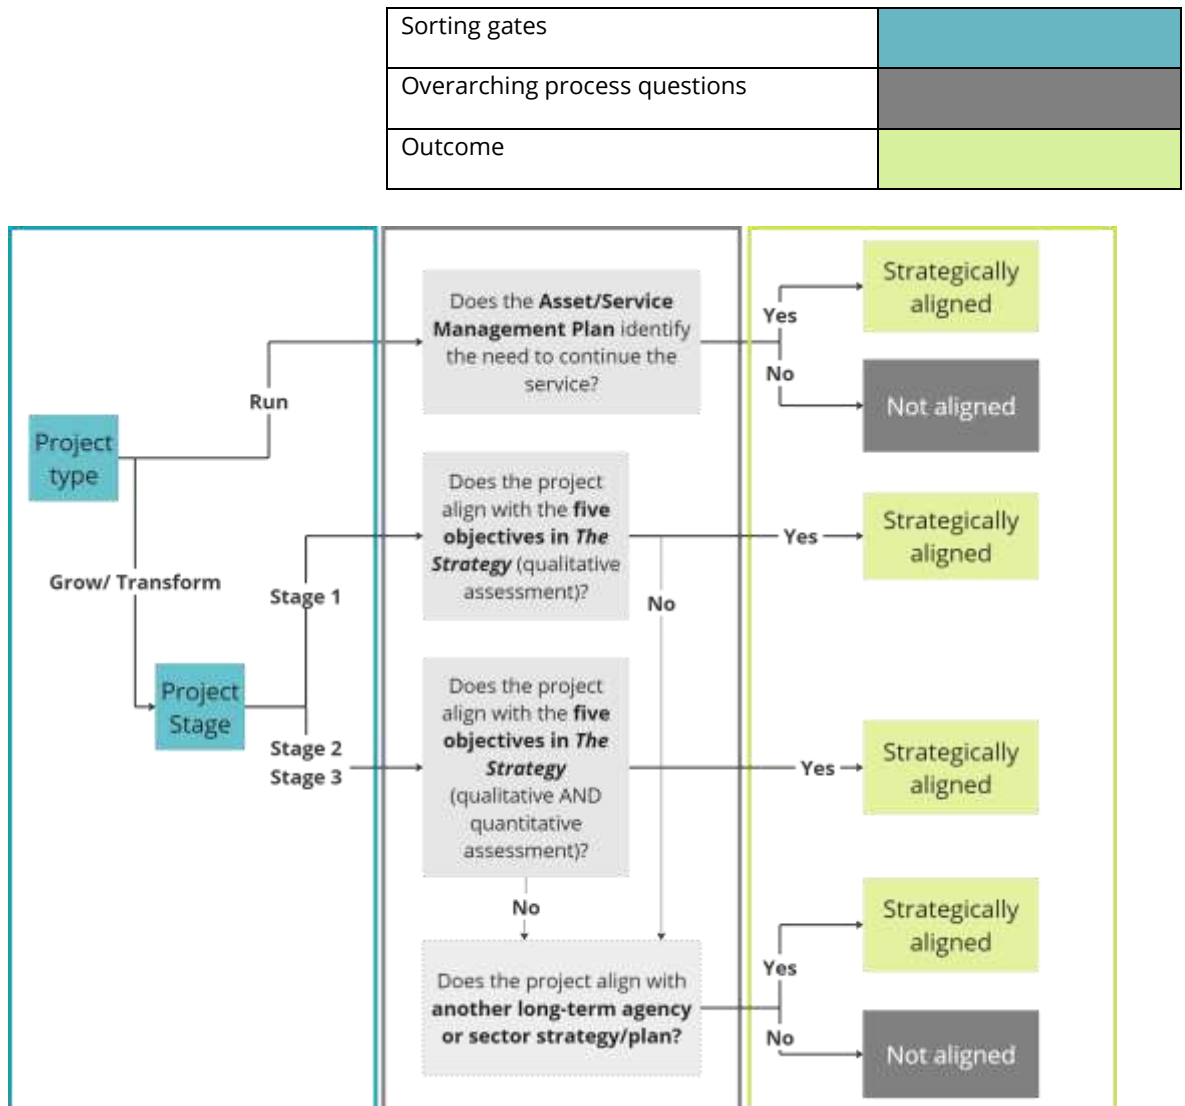 Sorting gates
Overarching process questions
Outcome
Project
type
Run
Grow/ Transform
Project
Stage
Stage 1
Stage 2
Stage 3
Does the Asset/Service
Management Plan identify
the need to continue the
service?
Yes
No
Strategically
aligned
Not aligned
Does the project
align with the five
objectives in The
Strategy (qualitative
assessment)?
Yes
No
Strategically
aligned
Does the project
align with the five
objectives in The
Strategy
(qualitative AND
quantitative
assessment)?
Yes
No
Strategically
aligned
Does the project align with
another long-term agency
or sector strategy/plan?
Yes
No
Strategically
aligned
Not aligned